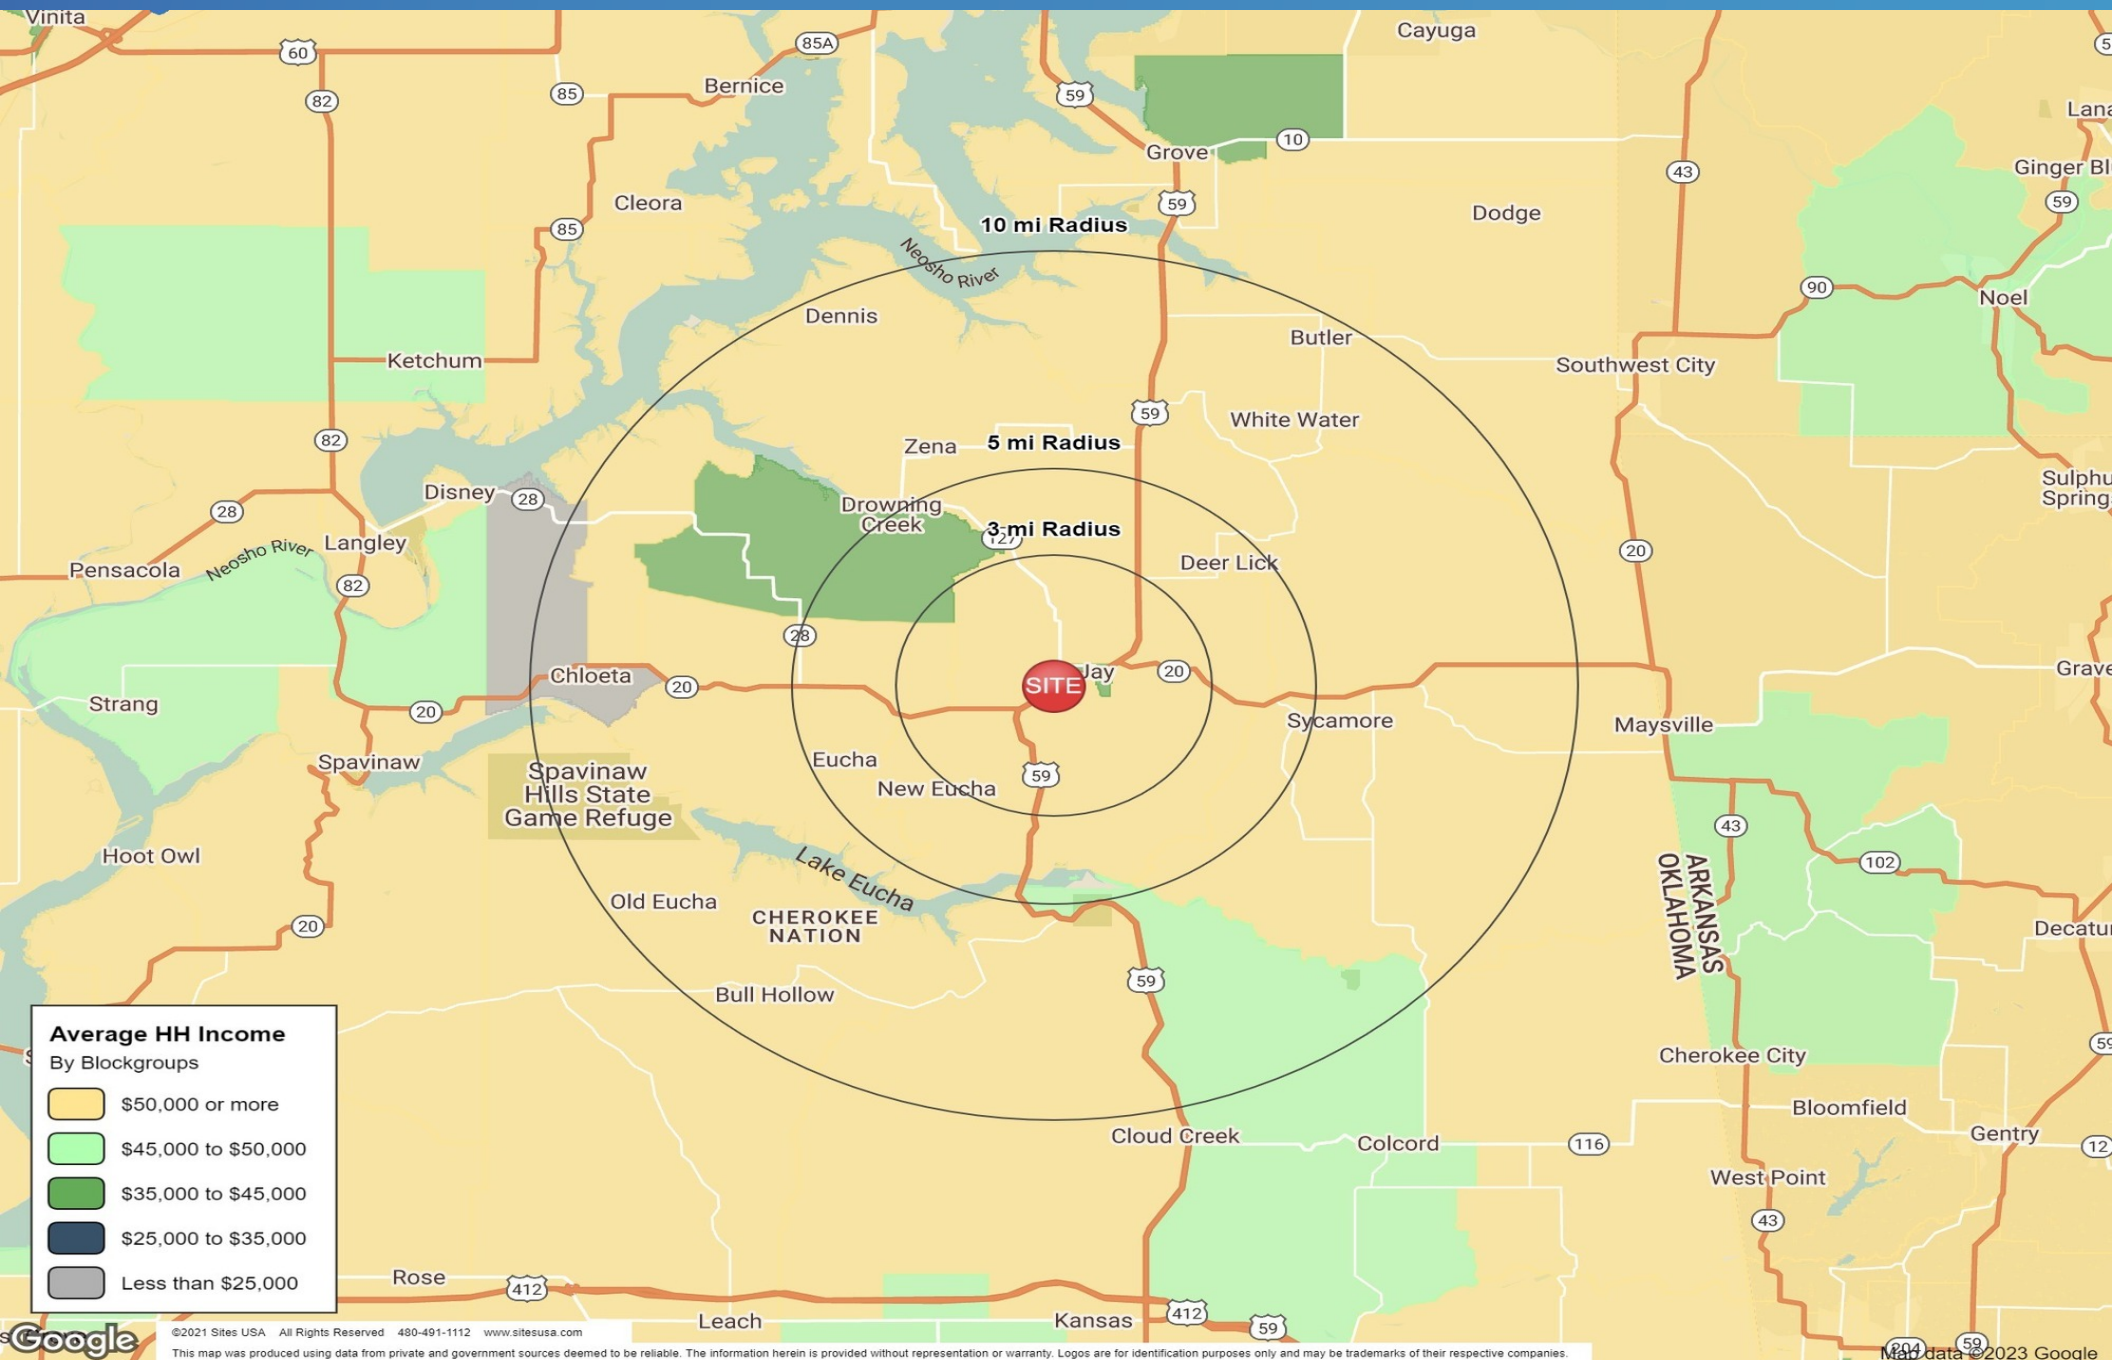 Vinita
60
82
85
85A
Bernice
59
Cayuga
10
Grove
59
43
Dodge
Ginger
59
Cleora
85
10 mi Radius
Neosho River
Dennis
Butler
90
Noel
Ketchum
Southwest City
59
White Water
82
Zena
5 mi Radius
Disney
28
28
Drowning
Creek
3 mi Radius
127
Langley
Neosho River
Pensacola
82
Deer Lick
20
28
SITE
Jay
20
Chloeta
20
Strang
20
Sycamore
Maysville
Spavinaw
Eucha
New Eucha
59
Spavinaw
Hills State
Game Refuge
43
Hoot Owl
Lake Eucha
102
ARKANSAS
OKLAHOMA
Old Eucha
CHEROKEE
NATION
20
Bull Hollow
59
Cherokee City
59
Average HH Income
By Blockgroups
$50,000 or more
$45,000 to $50,000
$35,000 to $45,000
$25,000 to $35,000
Less than $25,000
Bloomfield
Cloud Creek
Colcord
116
Gentry
12
West Point
43
Rose
412
Leach
Kansas
412
59
59
204
Google
©2021 Sites USA All Rights Reserved 480-491-1112 www.sitesusa.com
This map was produced using data from private and government sources deemed to be reliable. The information herein is provided without representation or warranty. Logos are for identification purposes only and may be trademarks of their respective companies.
Map data ©2023 Google